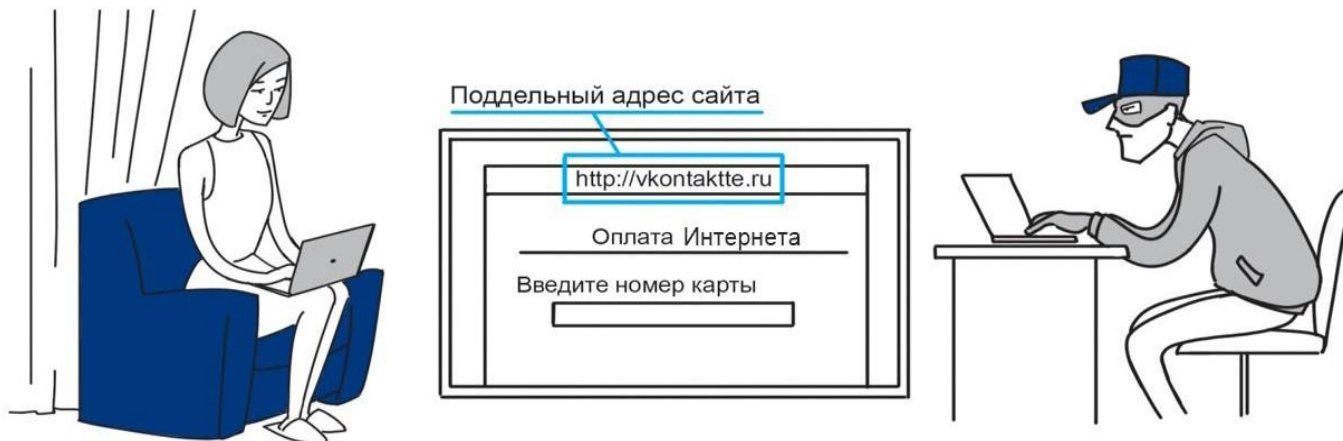 Поддельный адрес сайта
http://vkontaktte.ru
Оплата Интернета
Введите номер карты